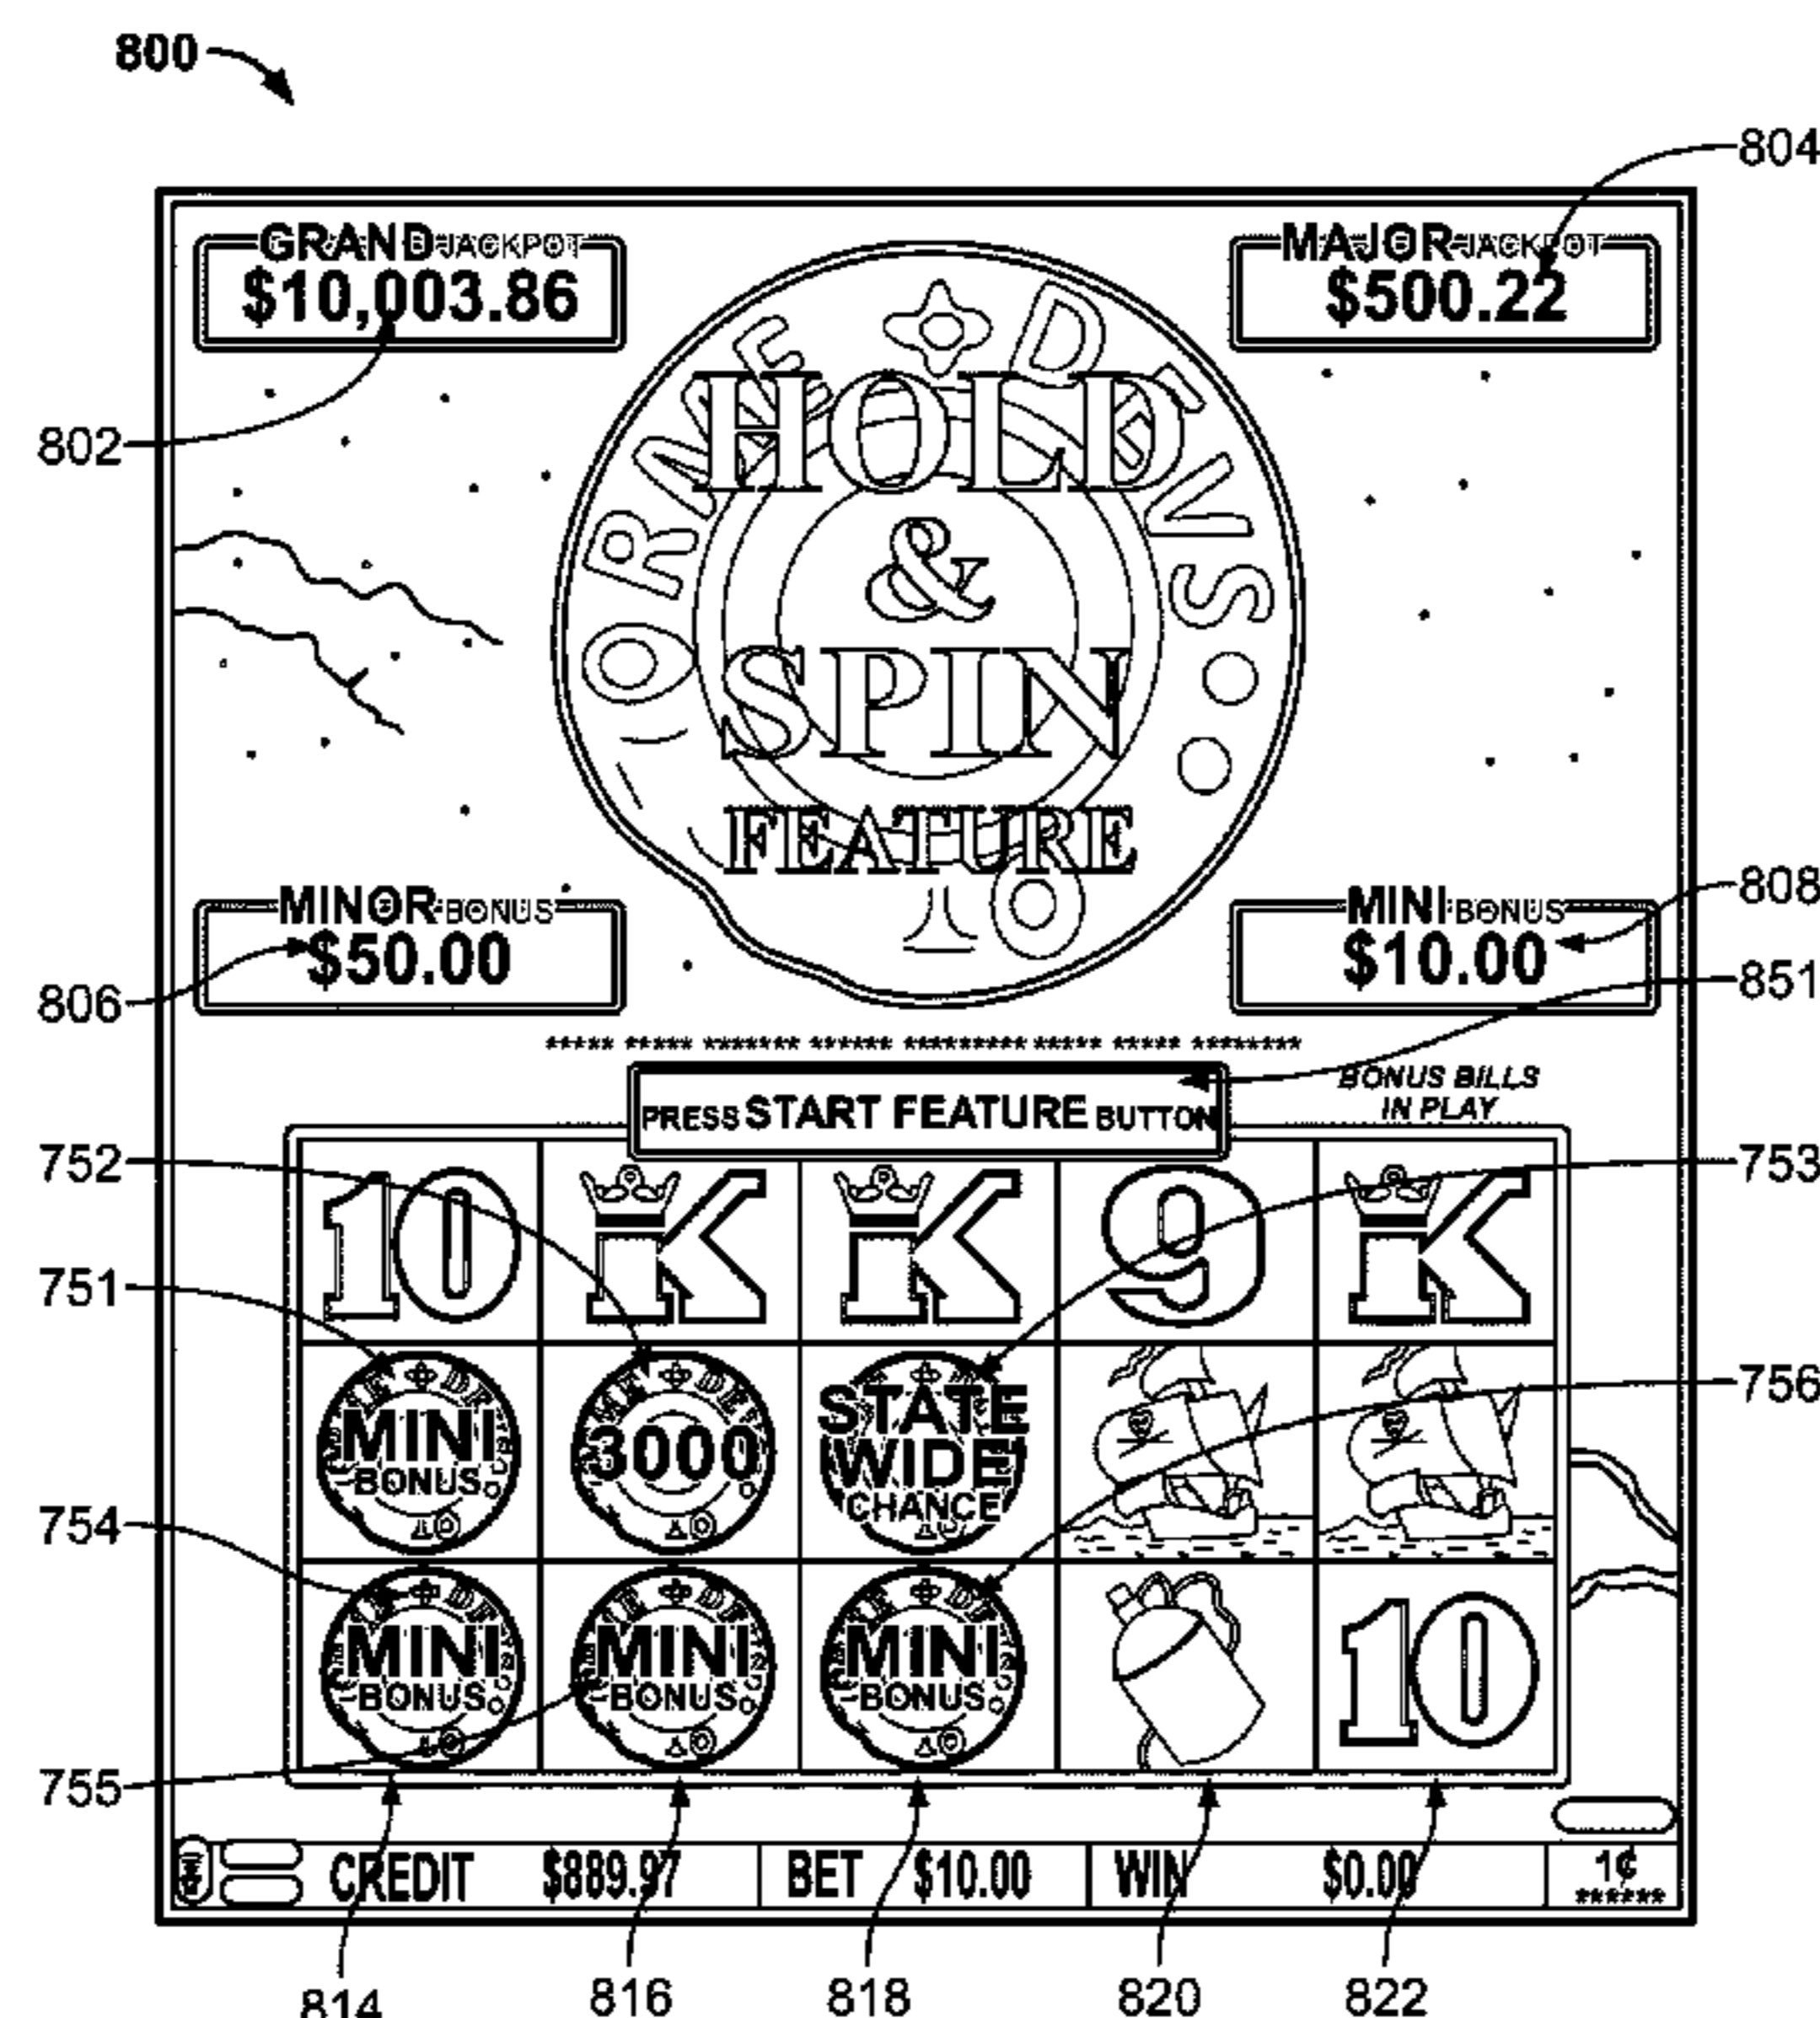 800
804
GRAND JACKPOT
$10,003.86
MAJOR JACKPOT
$500.22
802
HOLD
&
SPIN
FEATURE
MINOR BONUS
$50.00
MINI BONUS
$10.00
808
806
851
***** ***** ******* ****** ********* ***** ***** ********
BONUS BILLS
IN PLAY
PRESS START FEATURE BUTTON
752
753
10 K K 9 K
751
756
MINI
BONUS
3000
STATE
WIDE
CHANCE
754
MINI
BONUS
MINI
BONUS
MINI
BONUS
10
755
CREDIT $889.97 BET $10.00 WIN $0.00 1¢
******
814 816 818 820 822